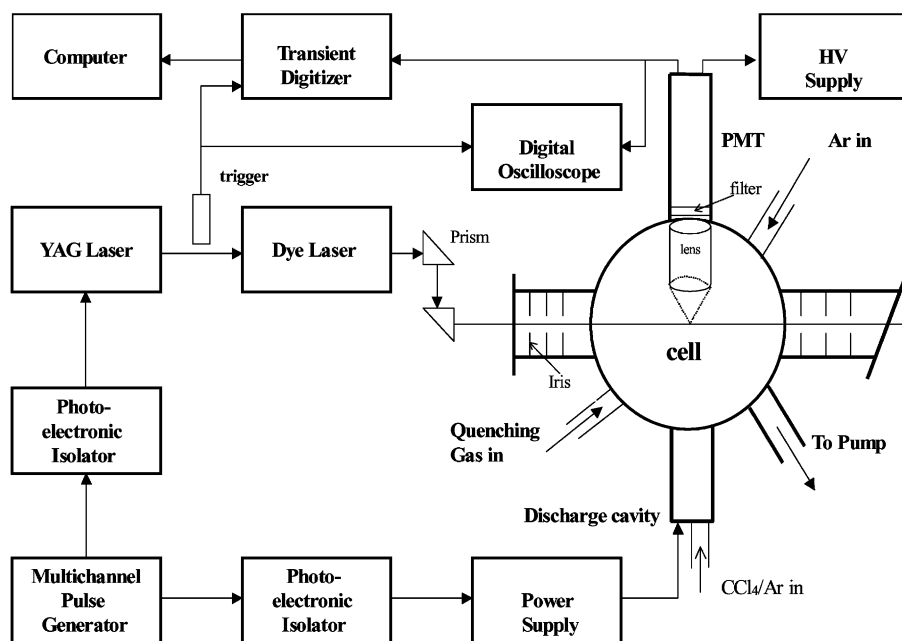 Computer
Transient
Digitizer
HV
Supply
Digital
Oscilloscope
PMT
Ar in
trigger
filter
YAG Laser
Dye Laser
Prism
lens
cell
Iris
Photo-
electronic
Isolator
Quenching
Gas in
To Pump
Discharge cavity
Multichannel
Pulse
Generator
Photo-
electronic
Isolator
Power
Supply
CCl₄/Ar in